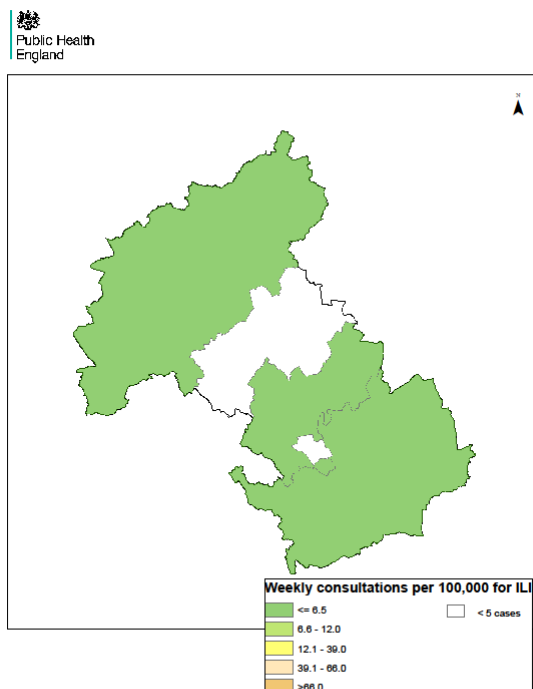 Public Health
England
N
Weekly consultations per 100,000 for ILI
<= 6.5
< 5 cases
6.6 - 12.0
12.1 - 39.0
39.1 - 66.0
>66.0